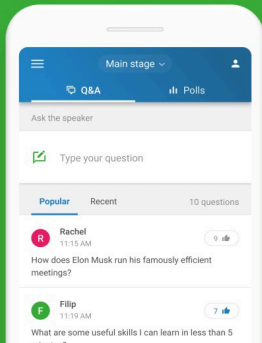 Main stage
Q&A Polls
Ask the speaker
Type your question
Popular Recent 10 questions
R Rachel 9
11:15 AM
How does Elon Musk run his famously efficient
meetings?
F Filip 7
11:19 AM
What are some useful skills I can learn in less than 5